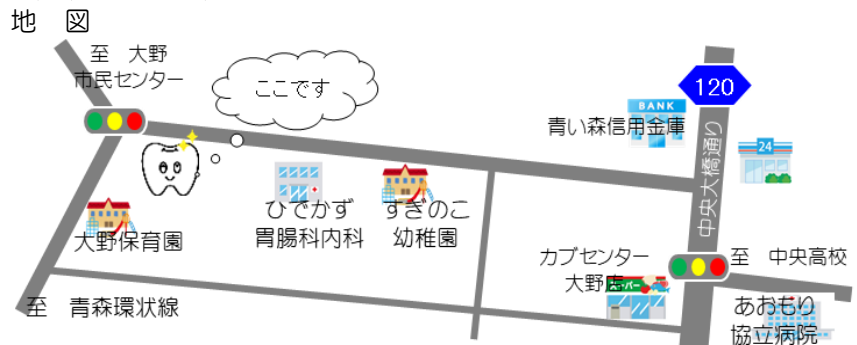 地 図
至 大野
市民センター
ここです
120
BANK
青い森信用金庫
24
中央大橋通り
ひでかず
胃腸科内科
すぎのこ
幼稚園
大野保育園
カブセンター
大野店
至 中央高校
至 青森環状線
あおもり
協立病院